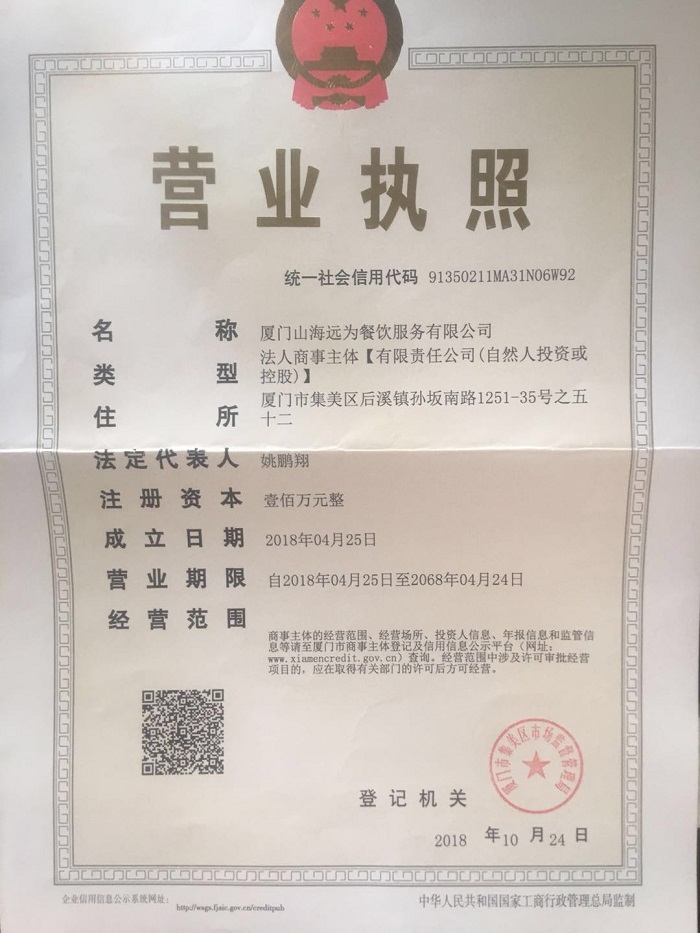 营业执照
统一社会信用代码 91350211MA31N06W92
名称 厦门山海远为餐饮服务有限公司
类型 法人商事主体【有限责任公司(自然人投资或
控股)】
住所 厦门市集美区后溪镇孙坂南路1251-35号之五
十二
法定代表人 姚鹏翔
注册资本 壹佰万元整
成立日期 2018年04月25日
营业期限 自2018年04月25日至2068年04月24日
经营范围
商事主体的经营范围、经营场所、投资人信息、年报信息和监管信
息等请至厦门市商事主体登记及信用信息公示平台（网址：
www.xiamencredit.gov.cn）查询。经营范围中涉及许可审批经营
项目的，应在取得有关部门的许可后方可经营。
厦门市集美区市场监督管理局
登记机关
2018 年10 月24 日
企业信用信息公示系统网址： http://wsgs.fjaic.gov.cn/creditpub
中华人民共和国国家工商行政管理总局监制